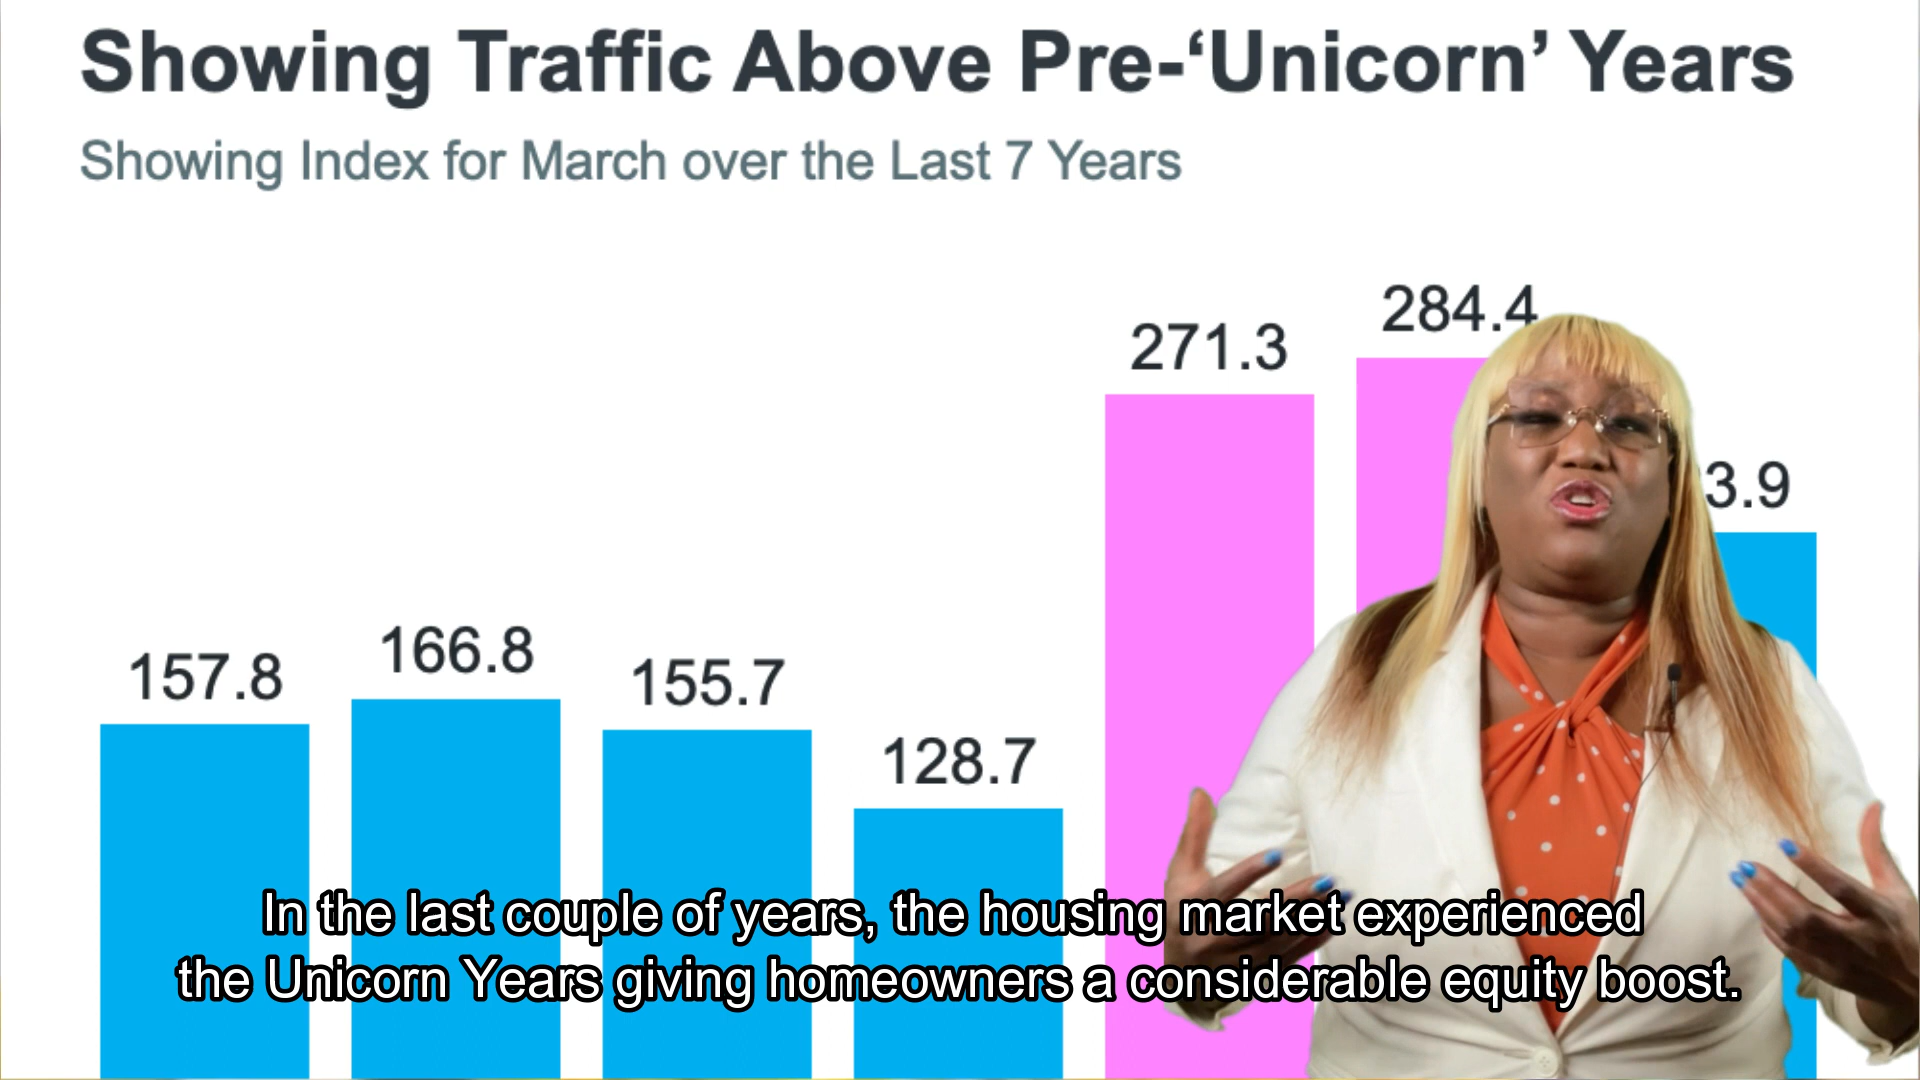 Showing Traffic Above Pre-‘Unicorn’ Years
Showing Index for March over the Last 7 Years
284.4
271.3
3.9
166.8
157.8
155.7
128.7
In the last couple of years, the housing market experienced
the Unicorn Years giving homeowners a considerable equity boost.